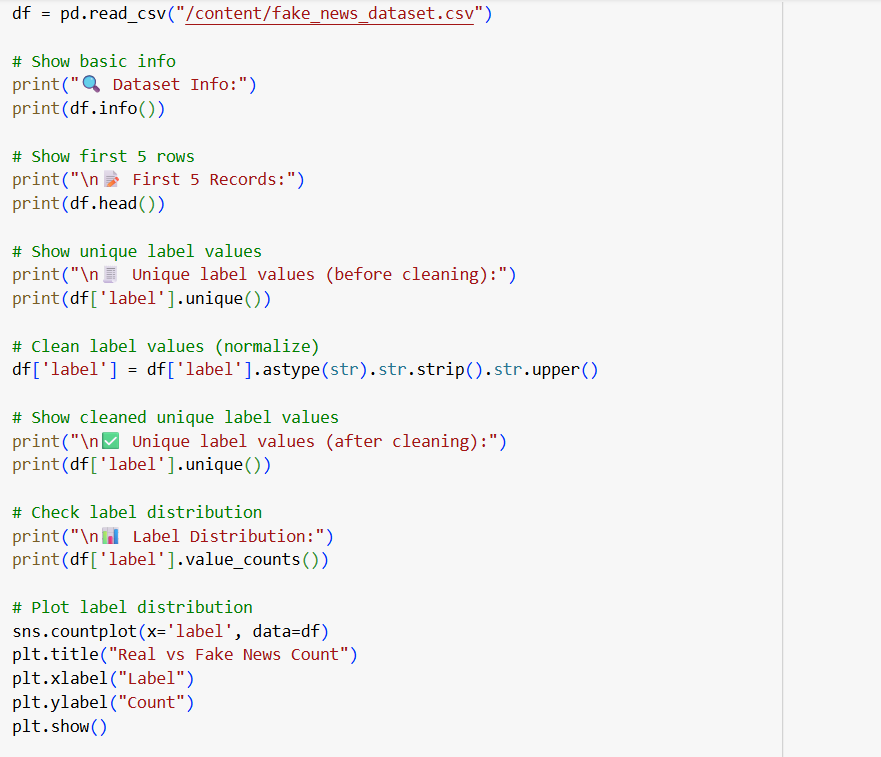 df = pd.read_csv("/content/fake_news_dataset.csv")
# Show basic info
print("🔍 Dataset Info:")
print(df.info())
# Show first 5 rows
print("\n📝 First 5 Records:")
print(df.head())
# Show unique label values
print("\n🧾 Unique label values (before cleaning):")
print(df['label'].unique())
# Clean label values (normalize)
df['label'] = df['label'].astype(str).str.strip().str.upper()
# Show cleaned unique label values
print("\n✅ Unique label values (after cleaning):")
print(df['label'].unique())
# Check label distribution
print("\n📊 Label Distribution:")
print(df['label'].value_counts())
# Plot label distribution
sns.countplot(x='label', data=df)
plt.title("Real vs Fake News Count")
plt.xlabel("Label")
plt.ylabel("Count")
plt.show()